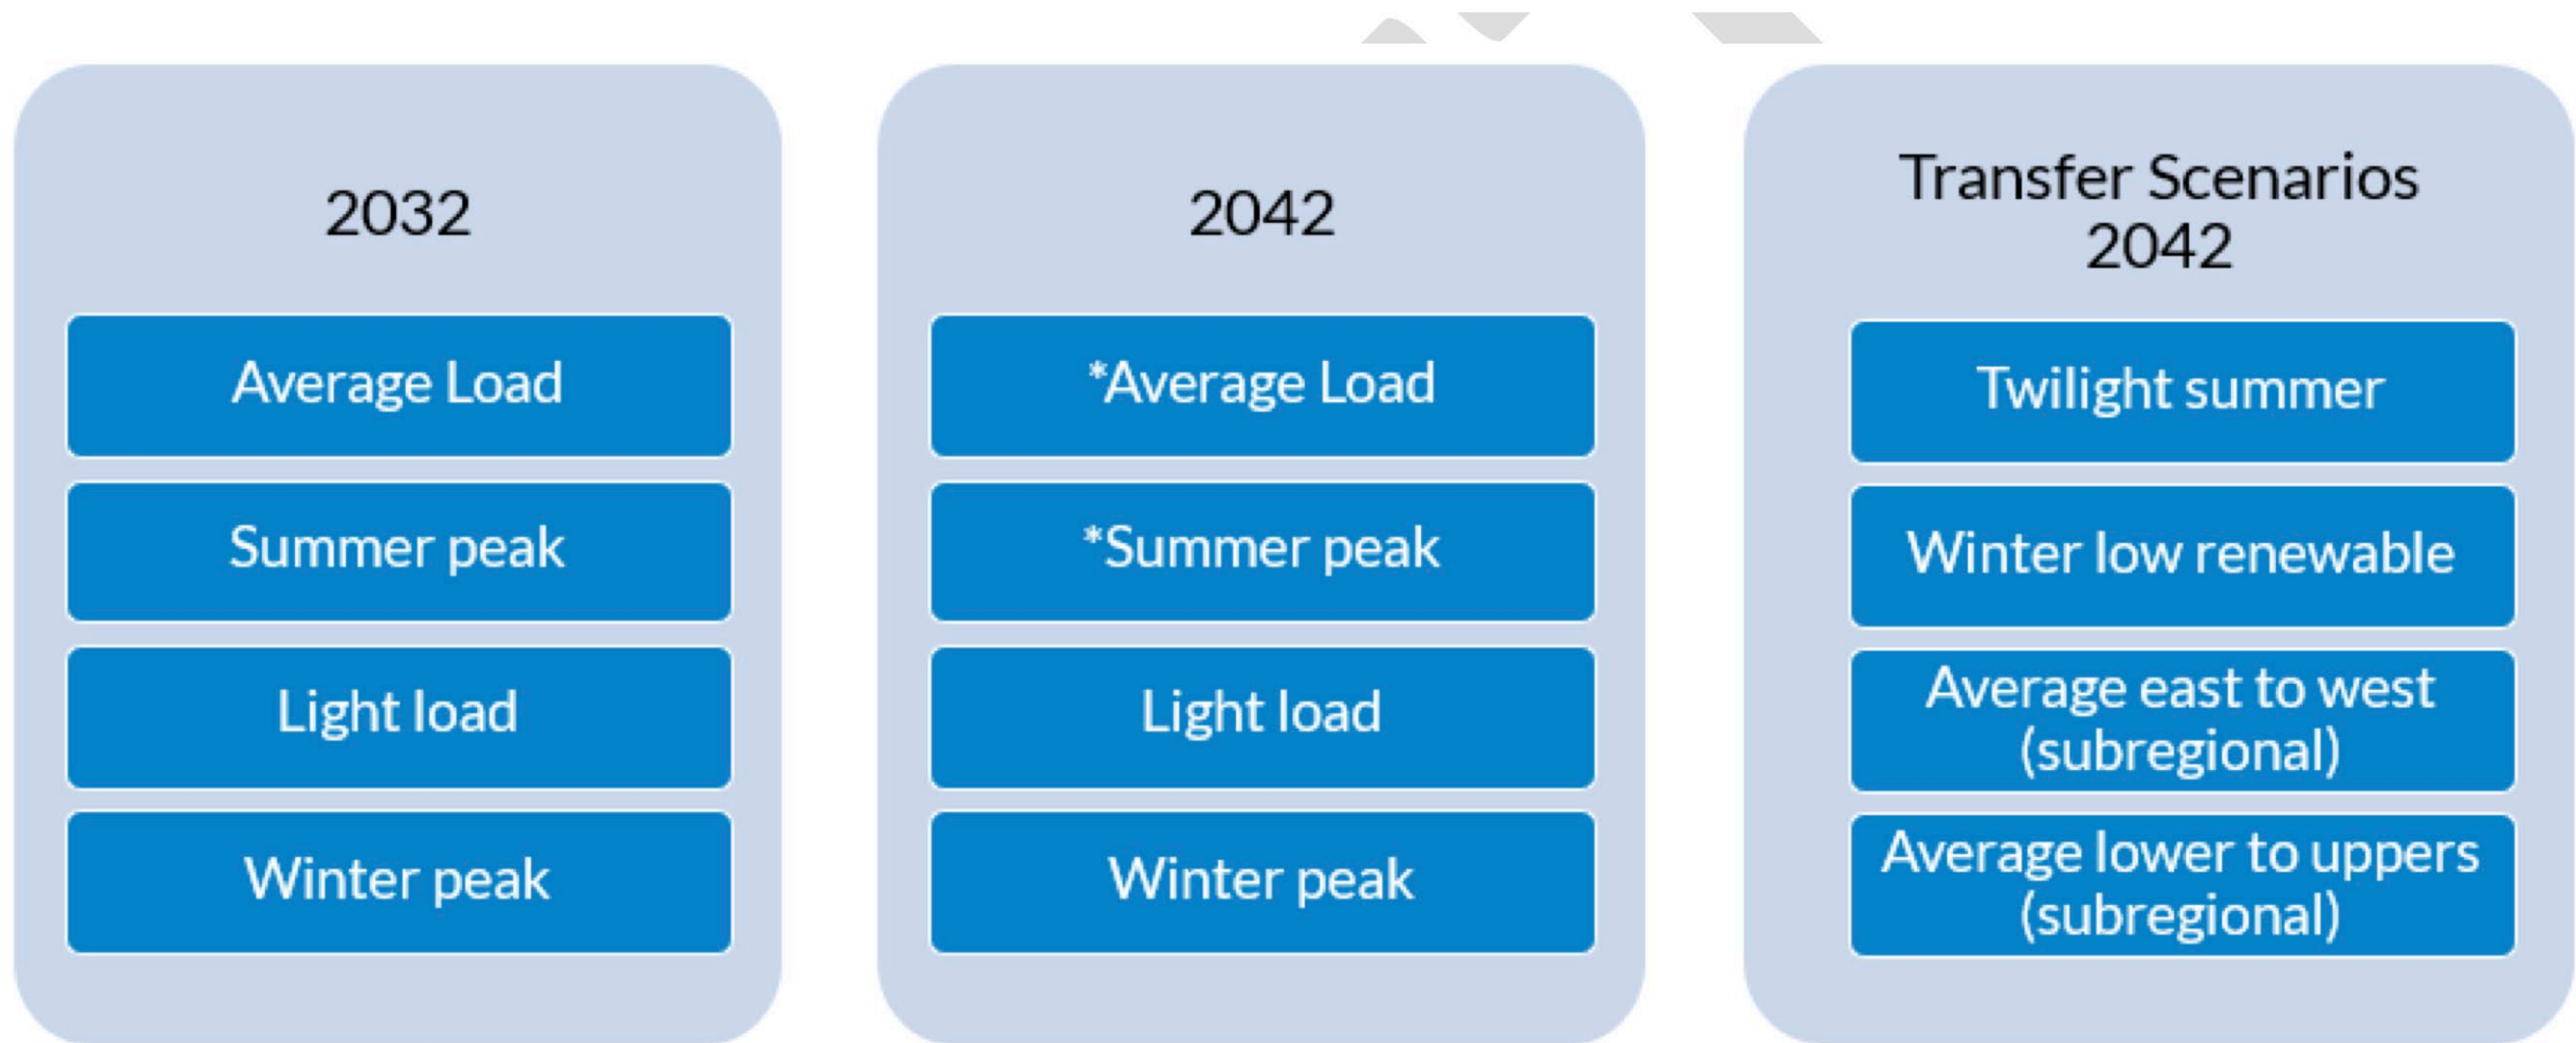 2032
Average Load
Summer peak
Light load
Winter peak
2042
*Average Load
*Summer peak
Light load
Winter peak
Transfer Scenarios
2042
Twilight summer
Winter low renewable
Average east to west
(subregional)
Average lower to uppers
(subregional)